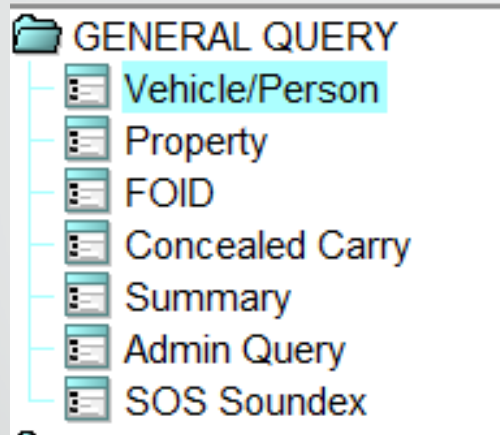 GENERAL QUERY
Vehicle/Person
Property
FOID
Concealed Carry
Summary
Admin Query
SOS Soundex